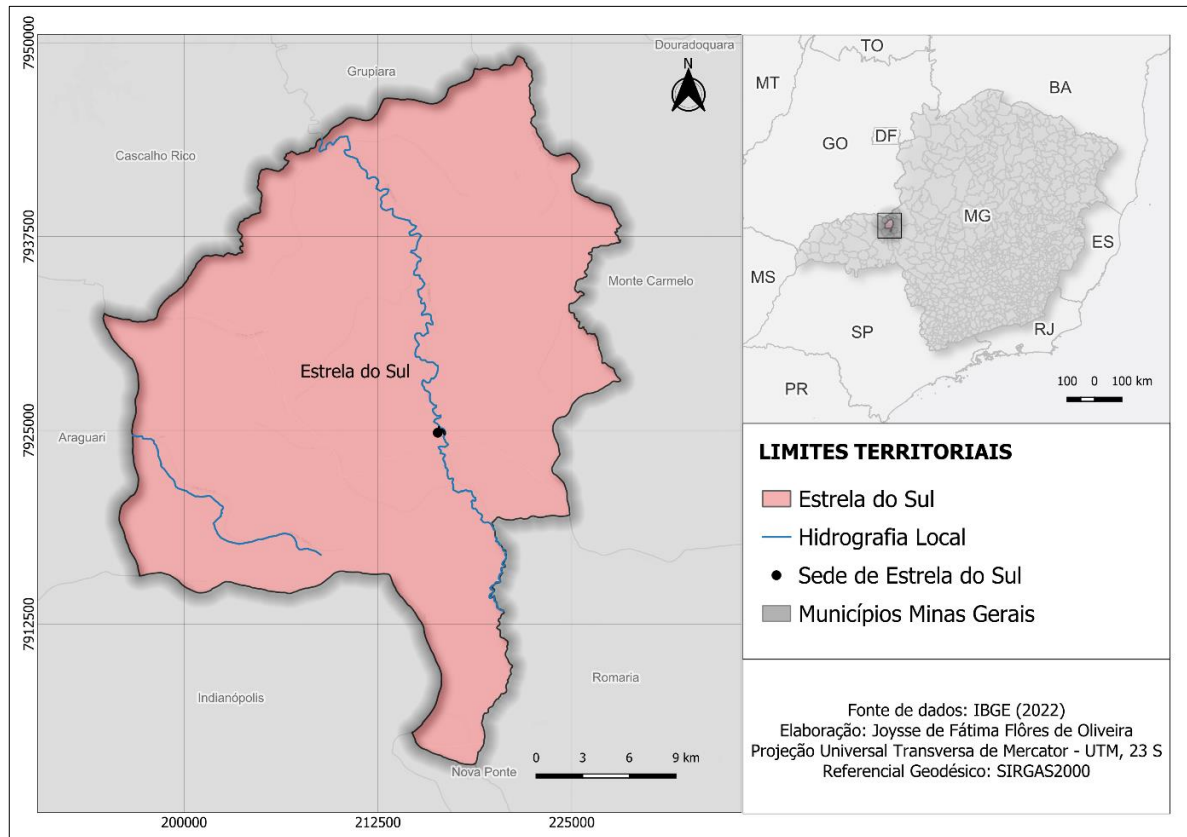 Douradoquara
Grupiara
N
Cascalho Rico
Monte Carmelo
Estrela do Sul
Araguari
Indianópolis
Romaria
Nova Ponte
0 3 6 9 km
7950000
7937500
7925000
7912500
200000 212500 225000
TO
MT
BA
GO
DF
MG
ES
MS
SP
RJ
PR
100 0 100 km
LIMITES TERRITORIAIS
Estrela do Sul
Hidrografia Local
Sede de Estrela do Sul
Municípios Minas Gerais
Fonte de dados: IBGE (2022)
Elaboração: Joysse de Fátima Flôres de Oliveira
Projeção Universal Transversa de Mercator - UTM, 23 S
Referencial Geodésico: SIRGAS2000